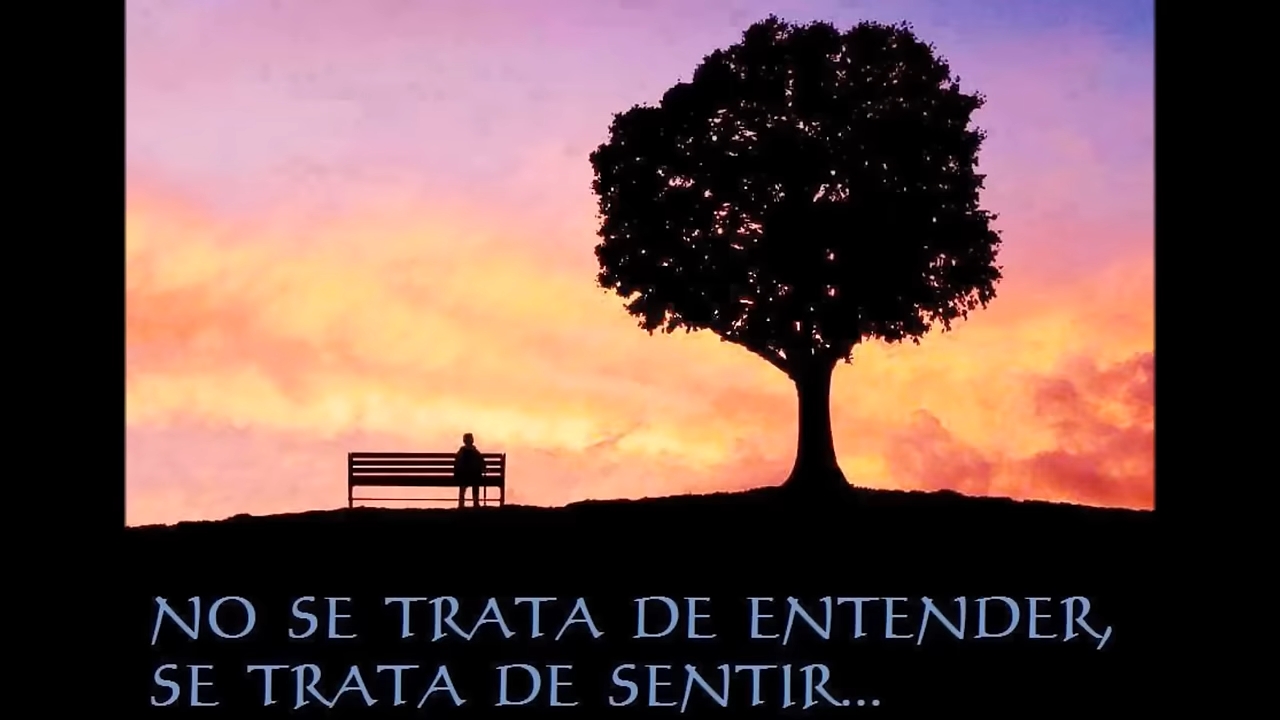 NO SE TRATA DE ENTENDER,
SE TRATA DE SENTIR...